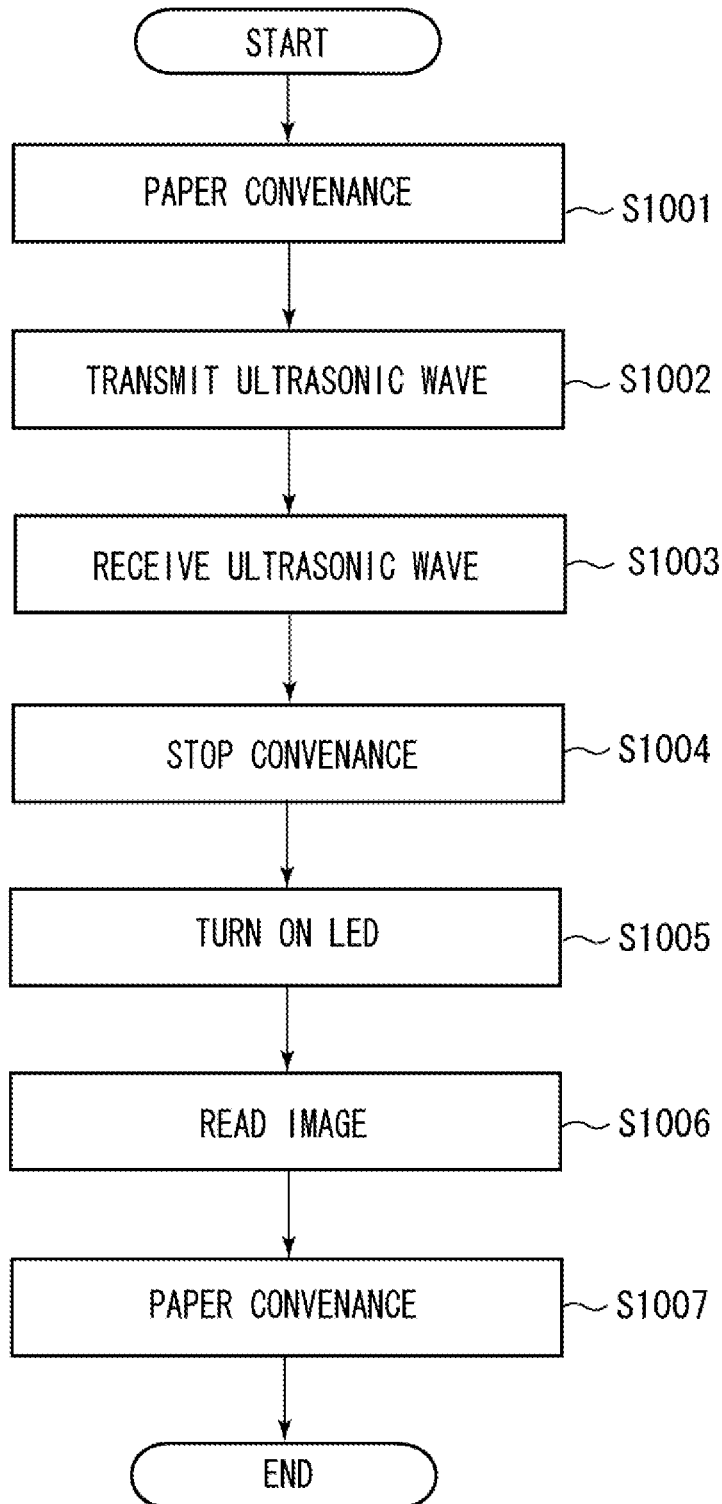 START
PAPER CONVENANCE
S1001
TRANSMIT ULTRASONIC WAVE
S1002
RECEIVE ULTRASONIC WAVE
S1003
STOP CONVENANCE
S1004
TURN ON LED
S1005
READ IMAGE
S1006
PAPER CONVENANCE
S1007
END